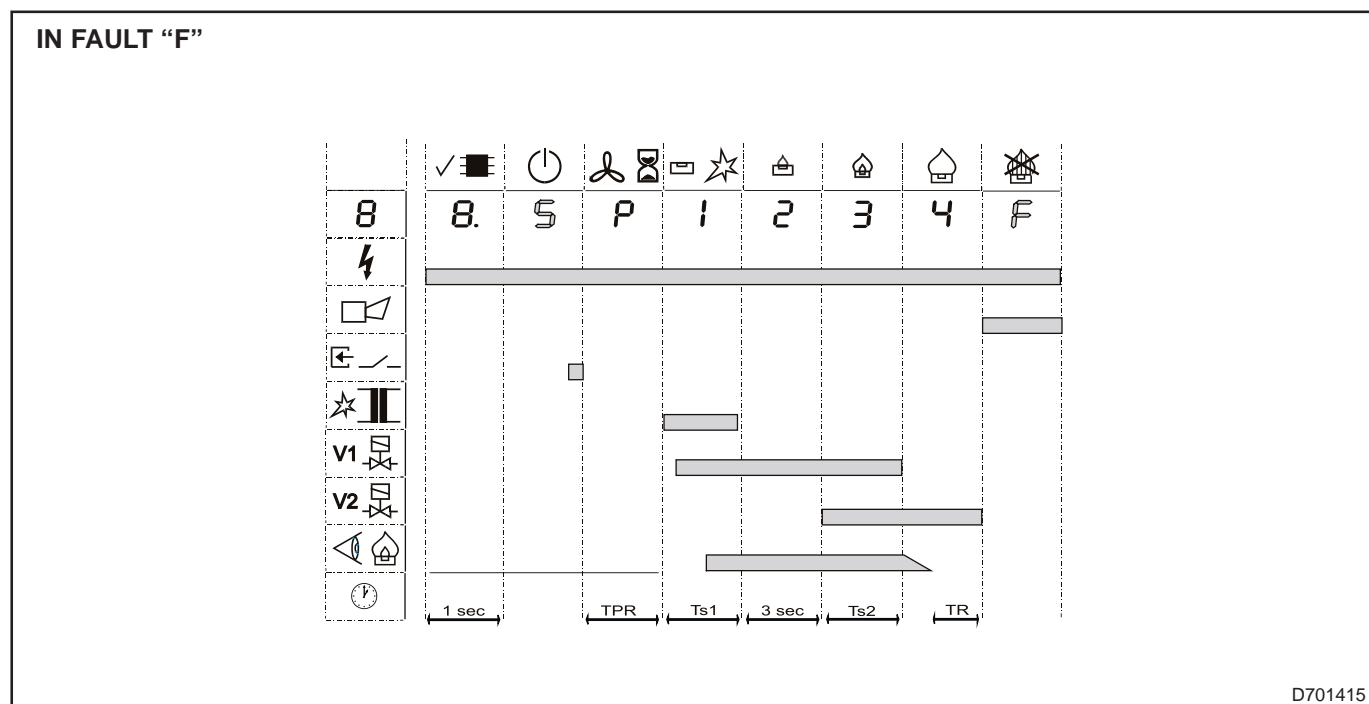 IN FAULT “F”
8 8. S P 1 2 3 4 F
V1
V2
1 sec TPR Ts1 3 sec Ts2 TR
D701415